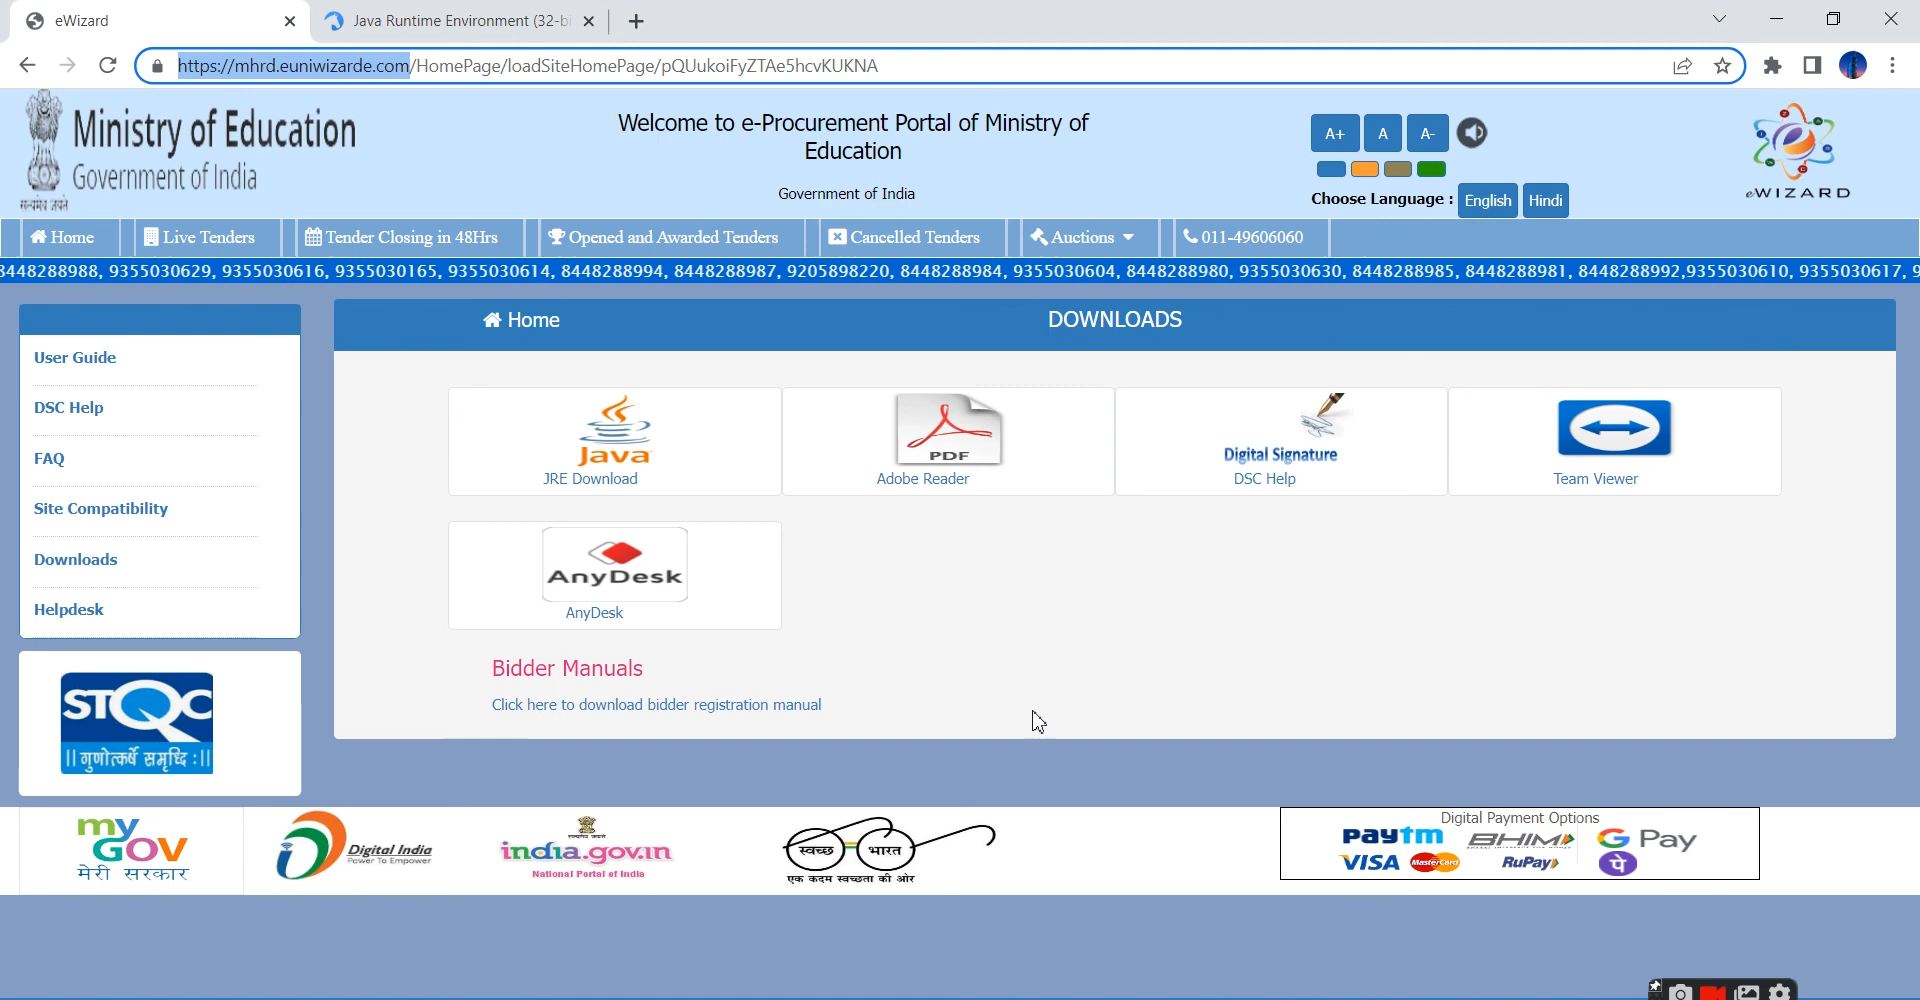 eWizard
Java Runtime Environment (32-bi
https://mhrd.euniwizarde.com/HomePage/loadSiteHomePage/pQUukoiFyZTAe5hcvKUKNA
Ministry of Education
Government of India
सत्यमेव जयते
Welcome to e-Procurement Portal of Ministry of
Education
Government of India
A+ A A-
Choose Language : English Hindi
eWIZARD
Home Live Tenders Tender Closing in 48Hrs Opened and Awarded Tenders Cancelled Tenders Auctions 011-49606060
8448288988, 9355030629, 9355030616, 9355030165, 9355030614, 8448288994, 8448288987, 9205898220, 8448288984, 9355030604, 8448288980, 9355030630, 8448288985, 8448288981, 8448288992,9355030610, 9355030617, 9
User Guide
DSC Help
FAQ
Site Compatibility
Downloads
Helpdesk
STQC
|| गुणोत्कर्षे समृद्धि :||
Home
DOWNLOADS
Java
JRE Download
PDF
Adobe Reader
Digital Signature
DSC Help
Team Viewer
AnyDesk
AnyDesk
Bidder Manuals
Click here to download bidder registration manual
my
GOV
मेरी सरकार
Digital India
Power To Empower
india.gov.in
National Portal of India
स्वच्छ भारत
एक कदम स्वच्छता की ओर
Digital Payment Options
paytm BHIM G Pay
VISA MasterCard RuPay पे